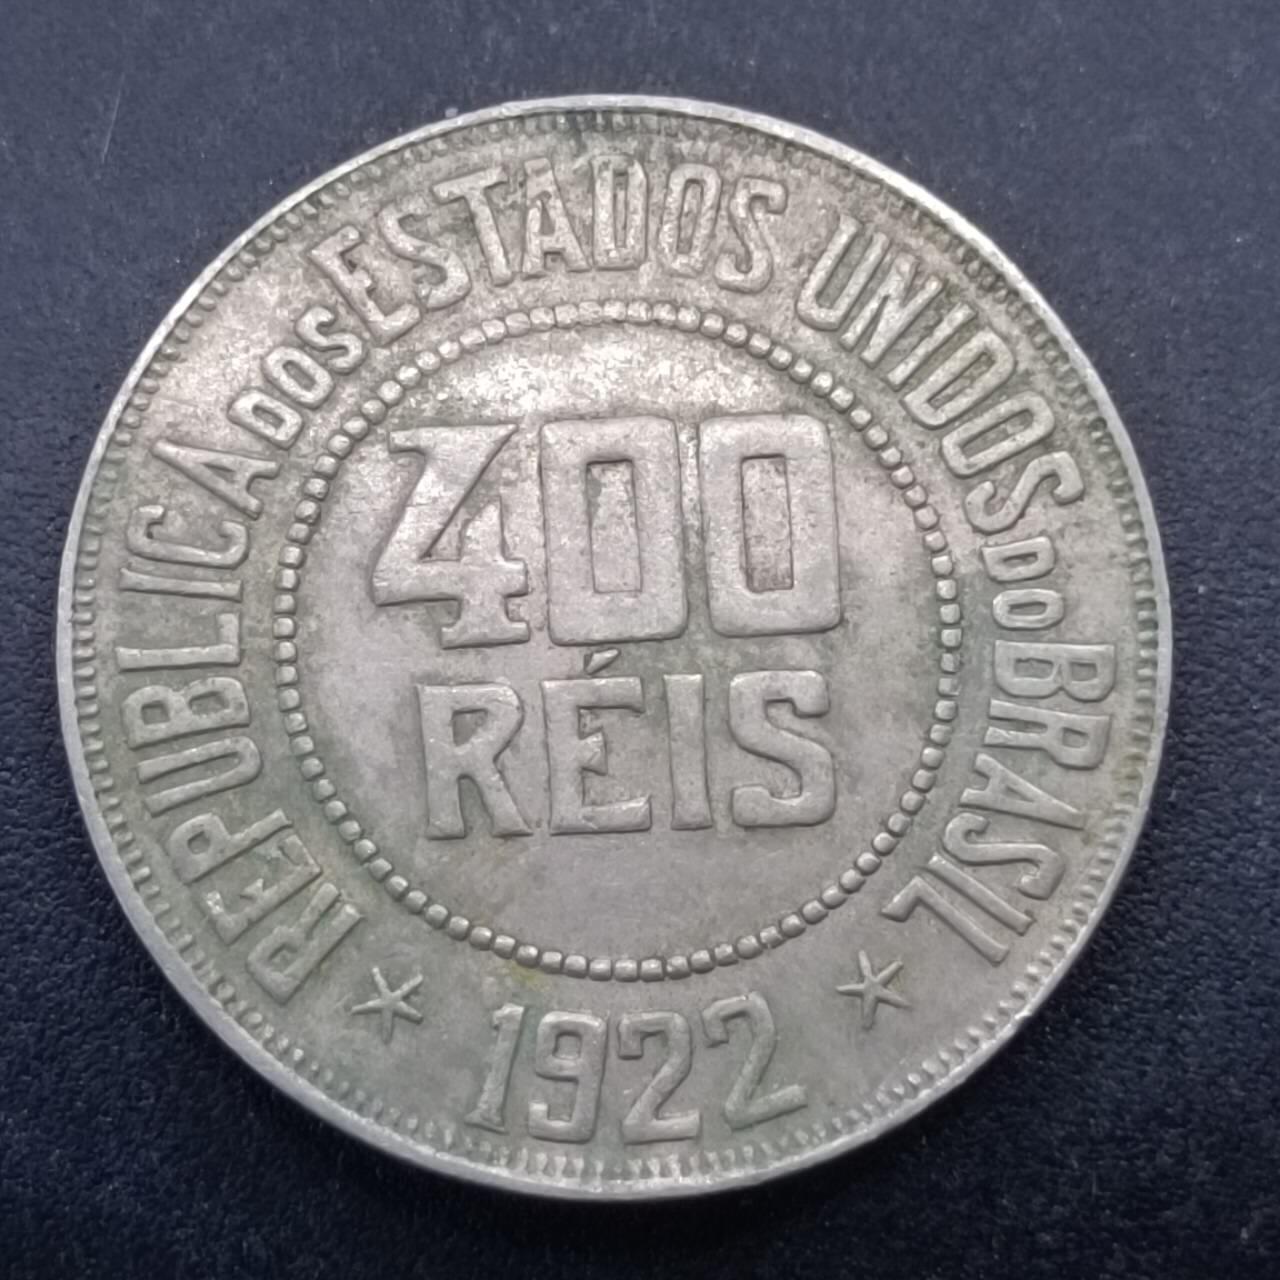 REPUBLICA DOS ESTADOS UNIDOS DO BRASIL
400
RÉIS
* 1922 *